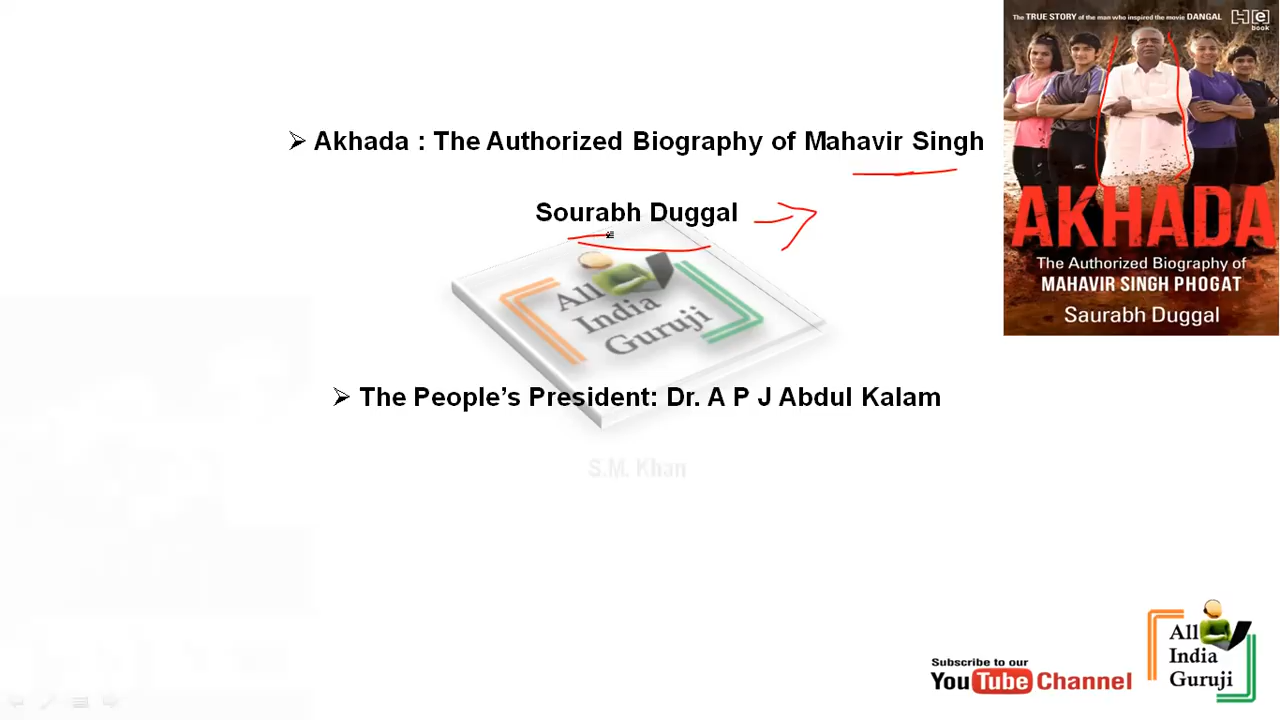 The TRUE STORY of the man who inspired the movie DANGAL
He
book
Akhada : The Authorized Biography of Mahavir Singh
Sourabh Duggal
AKHADA
The Authorized Biography of
MAHAVIR SINGH PHOGAT
Saurabh Duggal
All
India
Guruji
The People’s President: Dr. A P J Abdul Kalam
S.M. Khan
Subscribe to our
YouTube Channel
All
India
Guruji